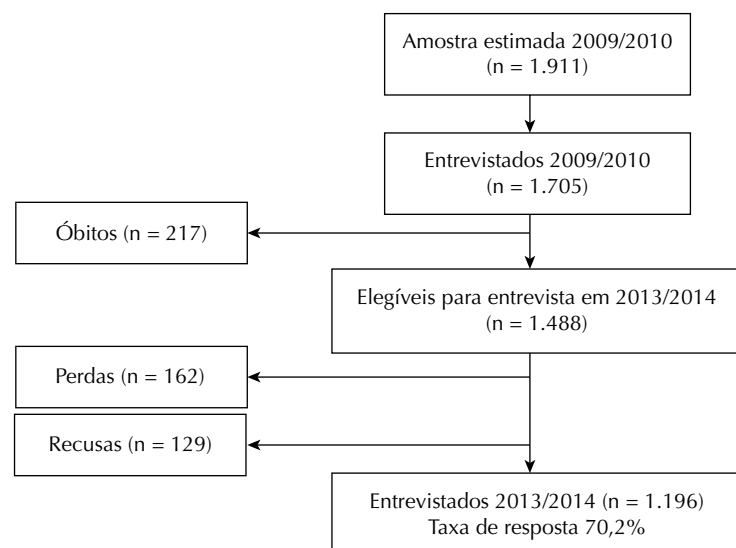 Amostra estimada 2009/2010
(n = 1.911)
Entrevistados 2009/2010
(n = 1.705)
Óbitos (n = 217)
Elegíveis para entrevista em 2013/2014
(n = 1.488)
Perdas (n = 162)
Recusas (n = 129)
Entrevistados 2013/2014 (n = 1.196)
Taxa de resposta 70,2%